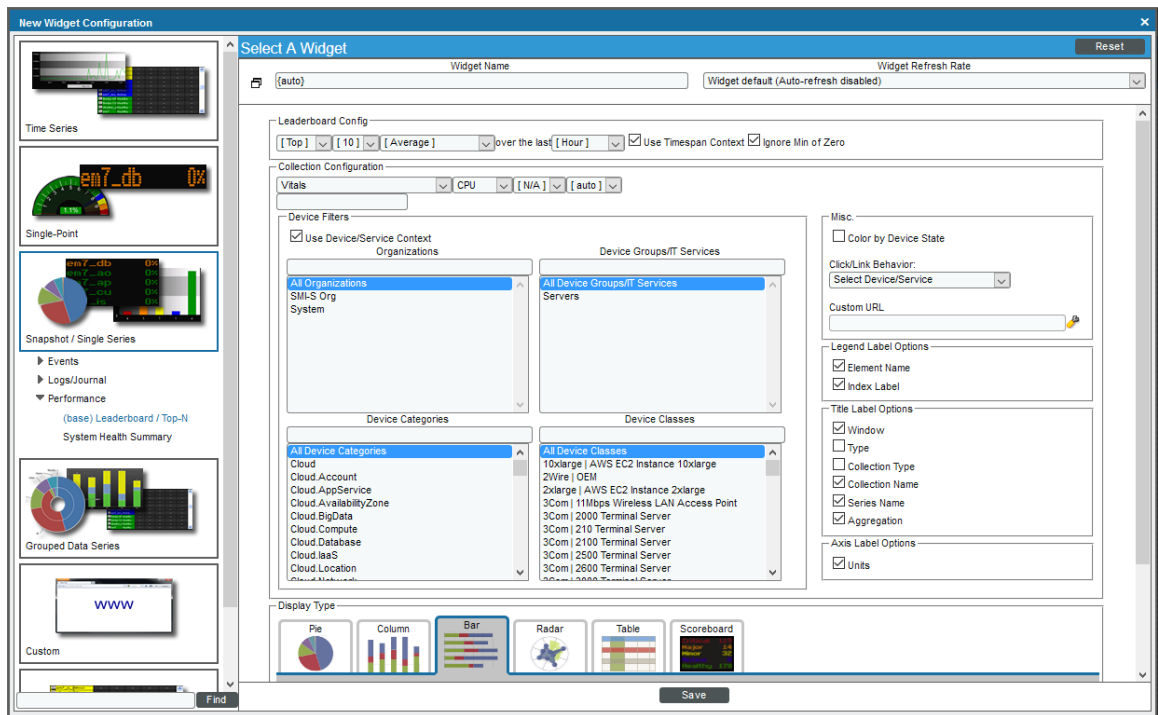 New Widget Configuration
×
Time Series
em7_db 0%
1.1%
Single-Point
em7_db 0%
em7_ao 0%
em7_ap 0%
em7_cu 0%
_is 0%
Snapshot / Single Series
Events
Logs/Journal
Performance
(base) Leaderboard / Top-N
System Health Summary
Grouped Data Series
www
Custom
Find
Select A Widget
Reset
Widget Name
Widget Refresh Rate
{auto}
Widget default (Auto-refresh disabled)
Leaderboard Config
[ Top ] [ 10 ] [ Average ] over the last [ Hour ] Use Timespan Context Ignore Min of Zero
Collection Configuration
Vitals CPU [ N/A ] [ auto ]
Device Filters
Use Device/Service Context
Organizations
All Organizations
SMI-S Org
System
Device Groups/IT Services
All Device Groups/IT Services
Servers
Device Categories
All Device Categories
Cloud
Cloud.Account
Cloud.AppService
Cloud.AvailabilityZone
Cloud.BigData
Cloud.Compute
Cloud.Database
Cloud.IaaS
Cloud.Location
Cloud.Network
Device Classes
All Device Classes
10xlarge | AWS EC2 Instance 10xlarge
2Wire | OEM
2xlarge | AWS EC2 Instance 2xlarge
3Com | 11Mbps Wireless LAN Access Point
3Com | 2000 Terminal Server
3Com | 210 Terminal Server
3Com | 2100 Terminal Server
3Com | 2500 Terminal Server
3Com | 2600 Terminal Server
Misc.
Color by Device State
Click/Link Behavior:
Select Device/Service
Custom URL
Legend Label Options
Element Name
Index Label
Title Label Options
Window
Type
Collection Type
Collection Name
Series Name
Aggregation
Axis Label Options
Units
Display Type
Pie
Column
Bar
Radar
Table
Scoreboard
Major 14
Minor 32
Healthy
Save